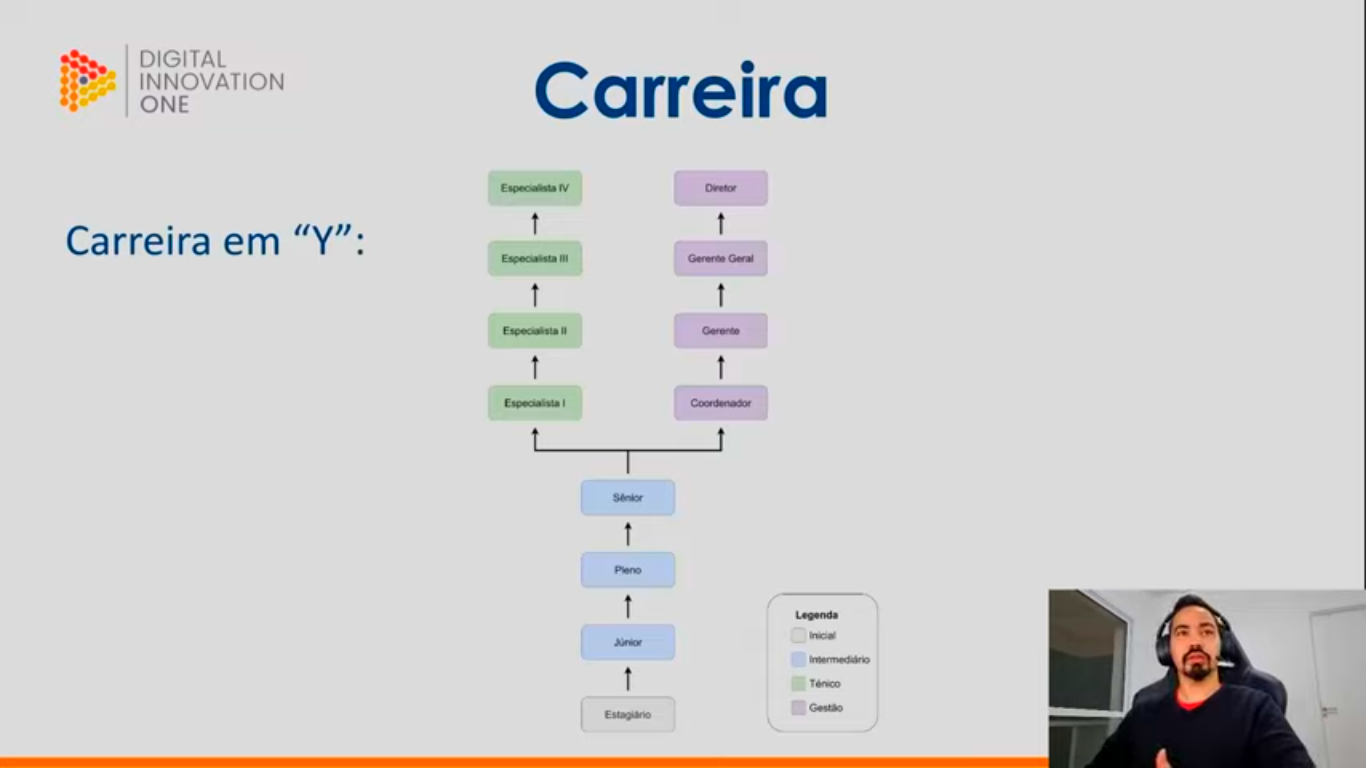 DIGITAL
INNOVATION
ONE
Carreira
Carreira em “Y”:
Especialista IV
Diretor
Especialista III
Gerente Geral
Especialista II
Gerente
Especialista I
Coordenador
Sênior
Pleno
Júnior
Estagiário
Legenda
Inicial
Intermediário
Ténico
Gestão